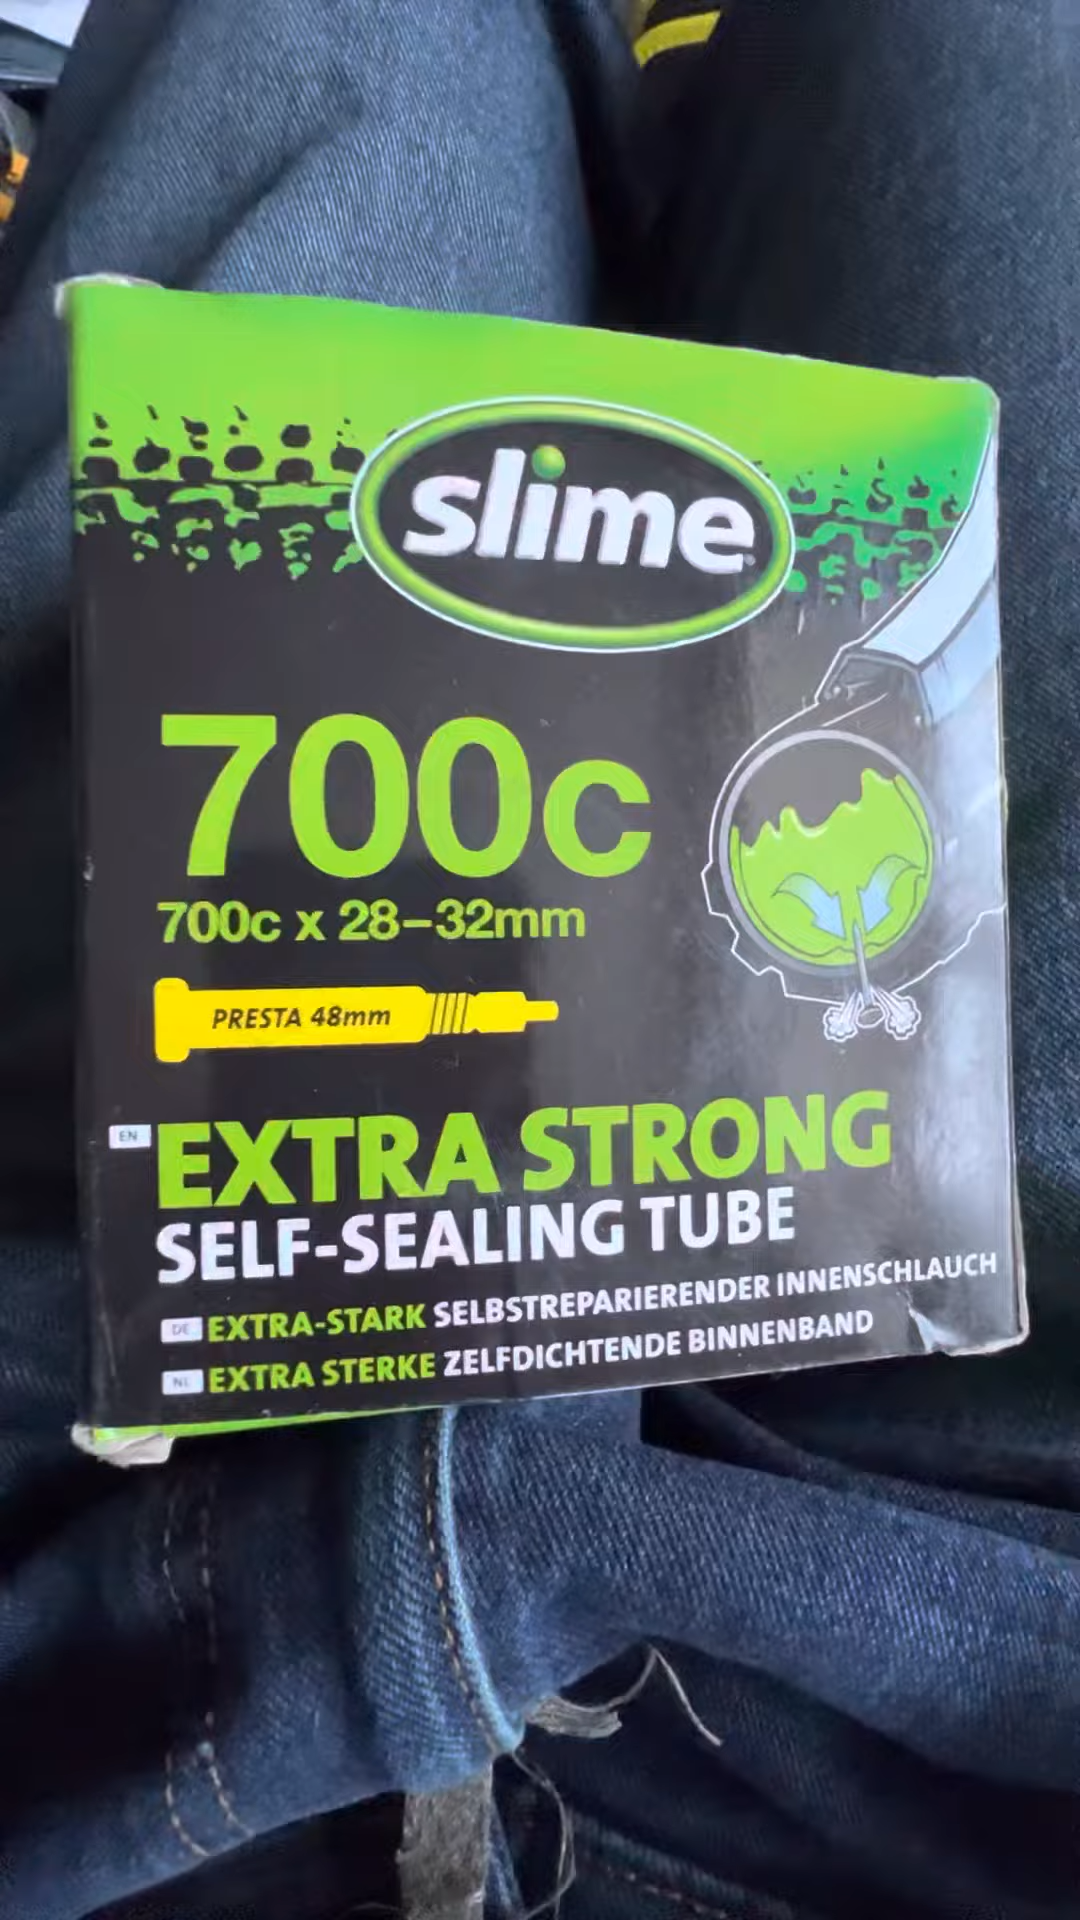 slime
700c
700c x 28-32mm
PRESTA 48mm
EN EXTRA STRONG
SELF-SEALING TUBE
DE EXTRA-STARK SELBSTREPARIERENDER INNENSCHLAUCH
NL EXTRA STERKE ZELFDICHTENDE BINNENBAND